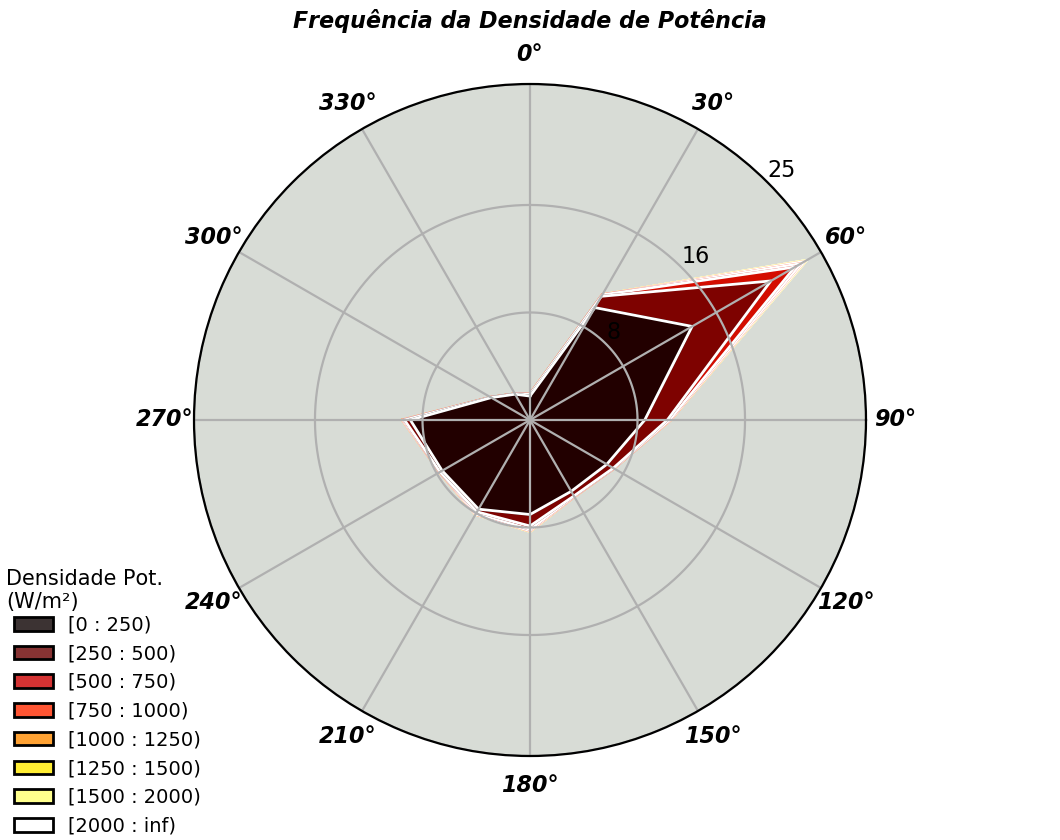 Frequência da Densidade de Potência
0°
330°
30°
25
300°
60°
16
8
270°
90°
240°
120°
210°
150°
180°
Densidade Pot.
(W/m²)
[0 : 250)
[250 : 500)
[500 : 750)
[750 : 1000)
[1000 : 1250)
[1250 : 1500)
[1500 : 2000)
[2000 : inf)